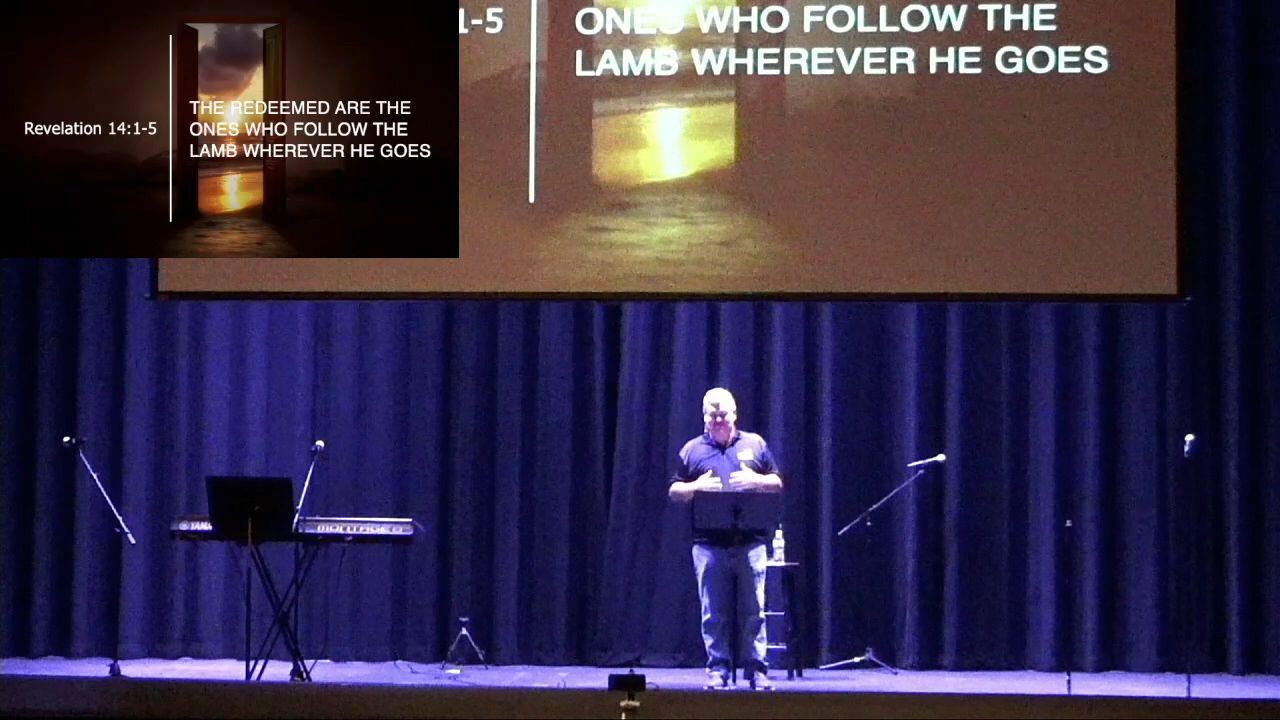 Revelation 14:1-5
THE REDEEMED ARE THE
ONES WHO FOLLOW THE
LAMB WHEREVER HE GOES
1-5
ONES WHO FOLLOW THE
LAMB WHEREVER HE GOES
MONTAGE